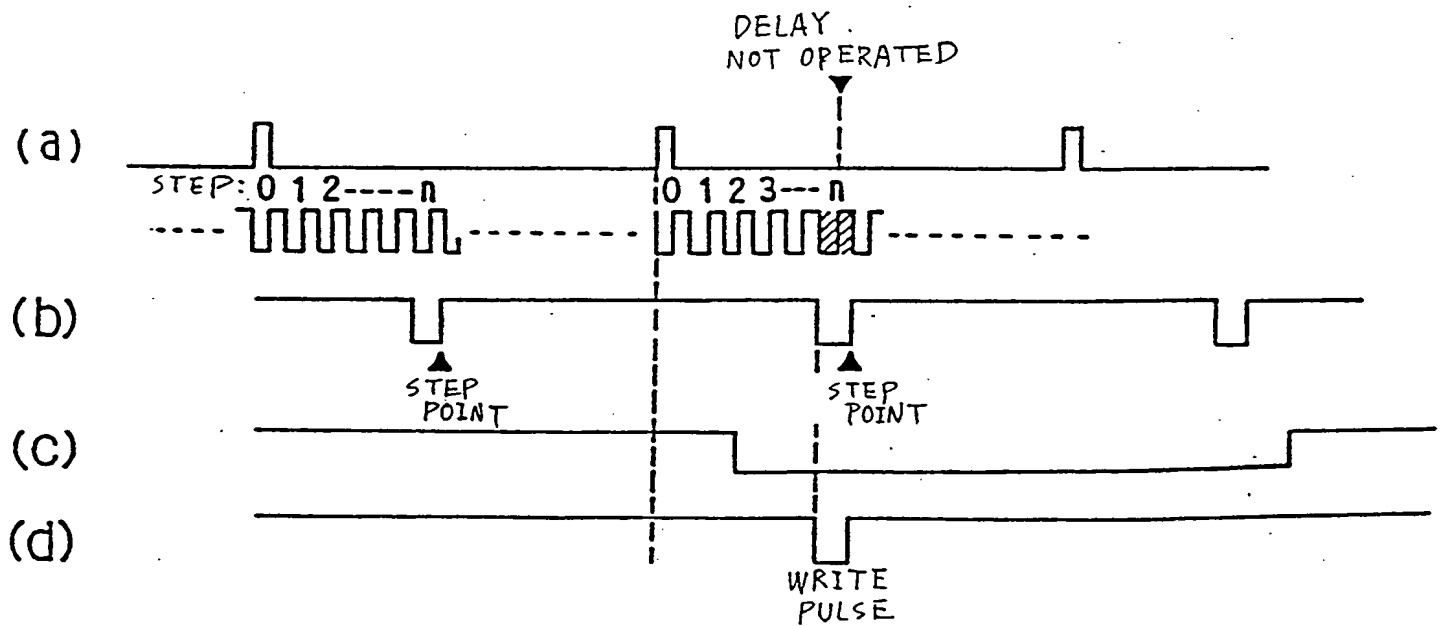 DELAY
NOT OPERATED
(a)
STEP: 0 1 2 ---- n
0 1 2 3 --- n
(b)
STEP
POINT
STEP
POINT
(c)
(d)
WRITE
PULSE